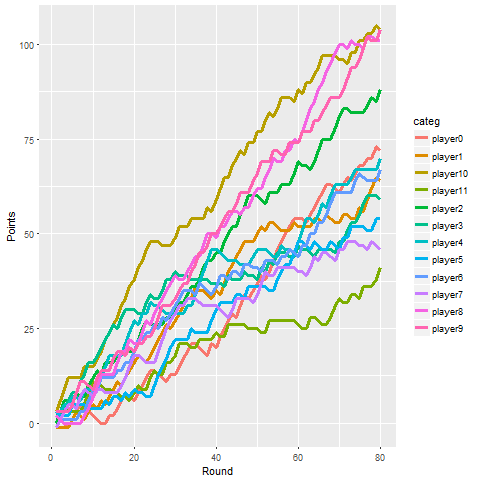 100
75
50
25
0
Points
0
20
40
60
80
Round
categ
player0
player1
player10
player11
player2
player3
player4
player5
player6
player7
player8
player9